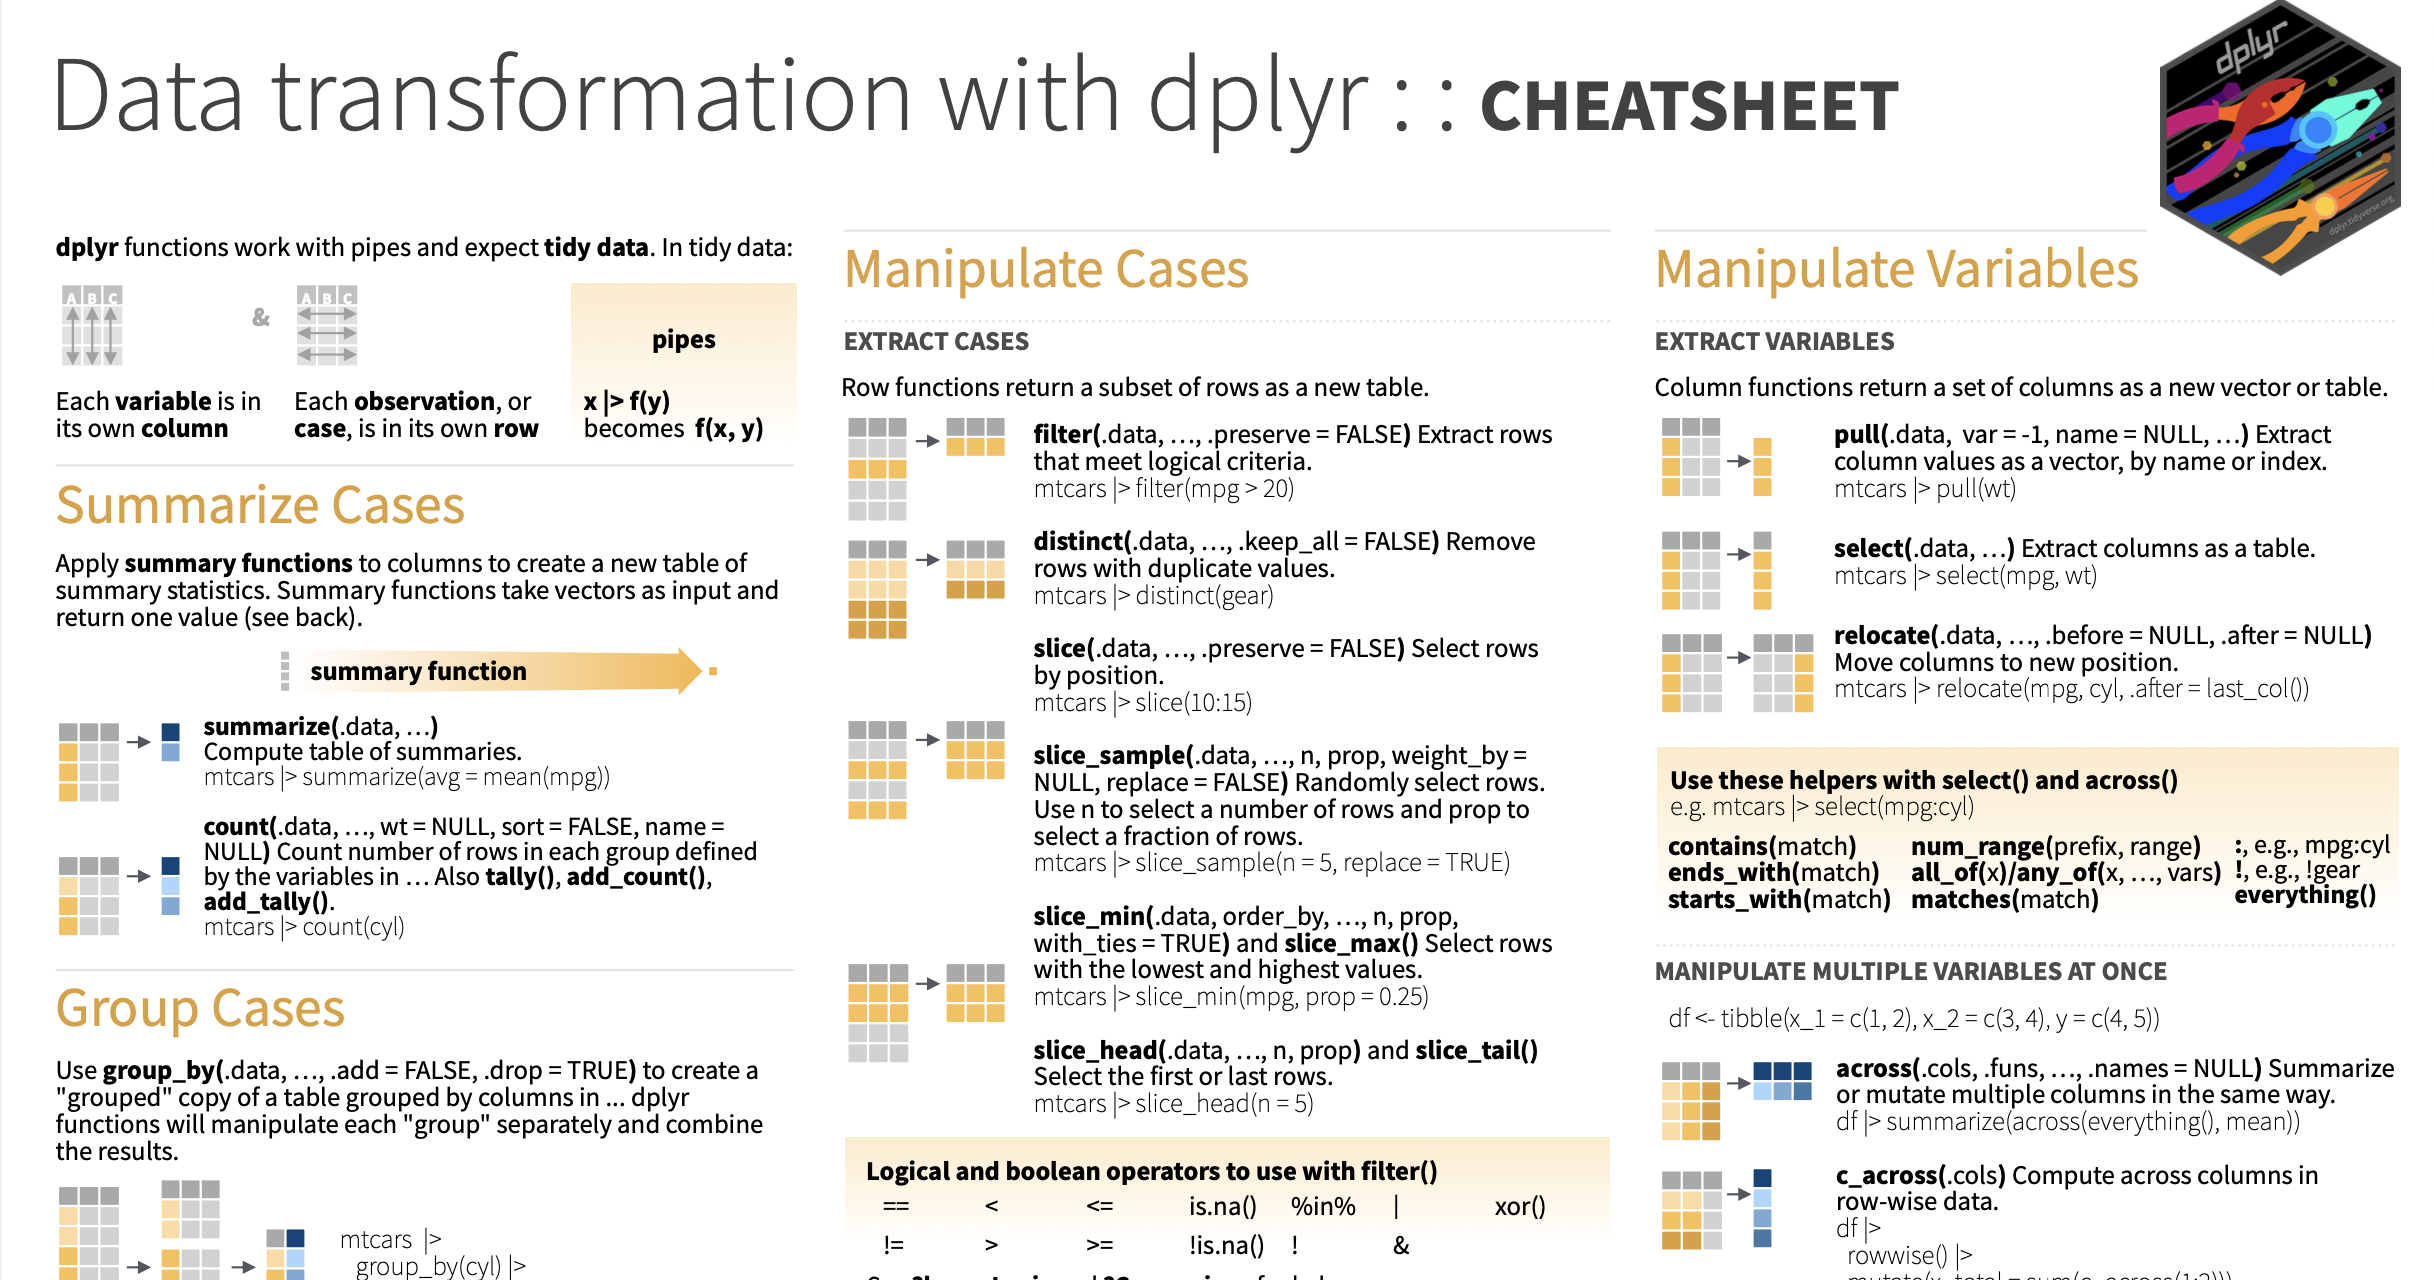 Data transformation with dplyr : : CHEATSHEET
dplyr
dplyr.tidyverse.org
dplyr functions work with pipes and expect tidy data. In tidy data:
A B C
&
A B C
pipes
Each variable is in
its own column
Each observation, or
case, is in its own row
x |> f(y)
becomes f(x, y)
Summarize Cases
Apply summary functions to columns to create a new table of
summary statistics. Summary functions take vectors as input and
return one value (see back).
summary function
summarize(.data, …)
Compute table of summaries.
mtcars |> summarize(avg = mean(mpg))
count(.data, …, wt = NULL, sort = FALSE, name =
NULL) Count number of rows in each group defined
by the variables in … Also tally(), add_count(),
add_tally().
mtcars |> count(cyl)
Group Cases
Use group_by(.data, …, .add = FALSE, .drop = TRUE) to create a
"grouped" copy of a table grouped by columns in ... dplyr
functions will manipulate each "group" separately and combine
the results.
mtcars |>
group_by(cyl) |>
Manipulate Cases
EXTRACT CASES
Row functions return a subset of rows as a new table.
filter(.data, …, .preserve = FALSE) Extract rows
that meet logical criteria.
mtcars |> filter(mpg > 20)
distinct(.data, …, .keep_all = FALSE) Remove
rows with duplicate values.
mtcars |> distinct(gear)
slice(.data, …, .preserve = FALSE) Select rows
by position.
mtcars |> slice(10:15)
slice_sample(.data, …, n, prop, weight_by =
NULL, replace = FALSE) Randomly select rows.
Use n to select a number of rows and prop to
select a fraction of rows.
mtcars |> slice_sample(n = 5, replace = TRUE)
slice_min(.data, order_by, …, n, prop,
with_ties = TRUE) and slice_max() Select rows
with the lowest and highest values.
mtcars |> slice_min(mpg, prop = 0.25)
slice_head(.data, …, n, prop) and slice_tail()
Select the first or last rows.
mtcars |> slice_head(n = 5)
Logical and boolean operators to use with filter()
== < <= is.na() %in% | xor()
!= > >= !is.na() ! &
Manipulate Variables
EXTRACT VARIABLES
Column functions return a set of columns as a new vector or table.
pull(.data, var = -1, name = NULL, …) Extract
column values as a vector, by name or index.
mtcars |> pull(wt)
select(.data, …) Extract columns as a table.
mtcars |> select(mpg, wt)
relocate(.data, …, .before = NULL, .after = NULL)
Move columns to new position.
mtcars |> relocate(mpg, cyl, .after = last_col())
Use these helpers with select() and across()
e.g. mtcars |> select(mpg:cyl)
contains(match) num_range(prefix, range) :, e.g., mpg:cyl
ends_with(match) all_of(x)/any_of(x, …, vars) !, e.g., !gear
starts_with(match) matches(match) everything()
MANIPULATE MULTIPLE VARIABLES AT ONCE
df <- tibble(x_1 = c(1, 2), x_2 = c(3, 4), y = c(4, 5))
across(.cols, .funs, …, .names = NULL) Summarize
or mutate multiple columns in the same way.
df |> summarize(across(everything(), mean))
c_across(.cols) Compute across columns in
row-wise data.
df |>
rowwise() |>